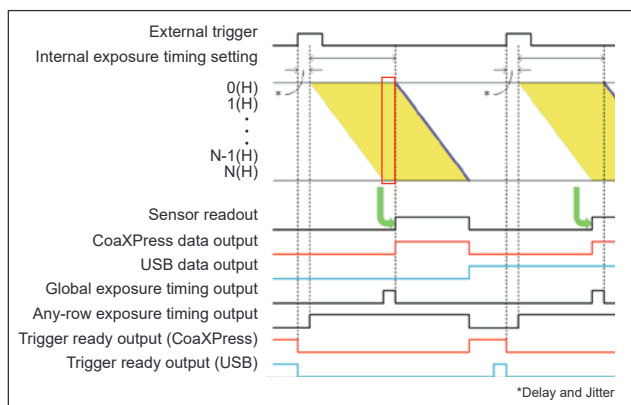 External trigger
Internal exposure timing setting
*
*
0(H)
1(H)
·
·
·
N-1(H)
N(H)
Sensor readout
CoaXPress data output
USB data output
Global exposure timing output
Any-row exposure timing output
Trigger ready output (CoaXPress)
Trigger ready output (USB)
*Delay and Jitter